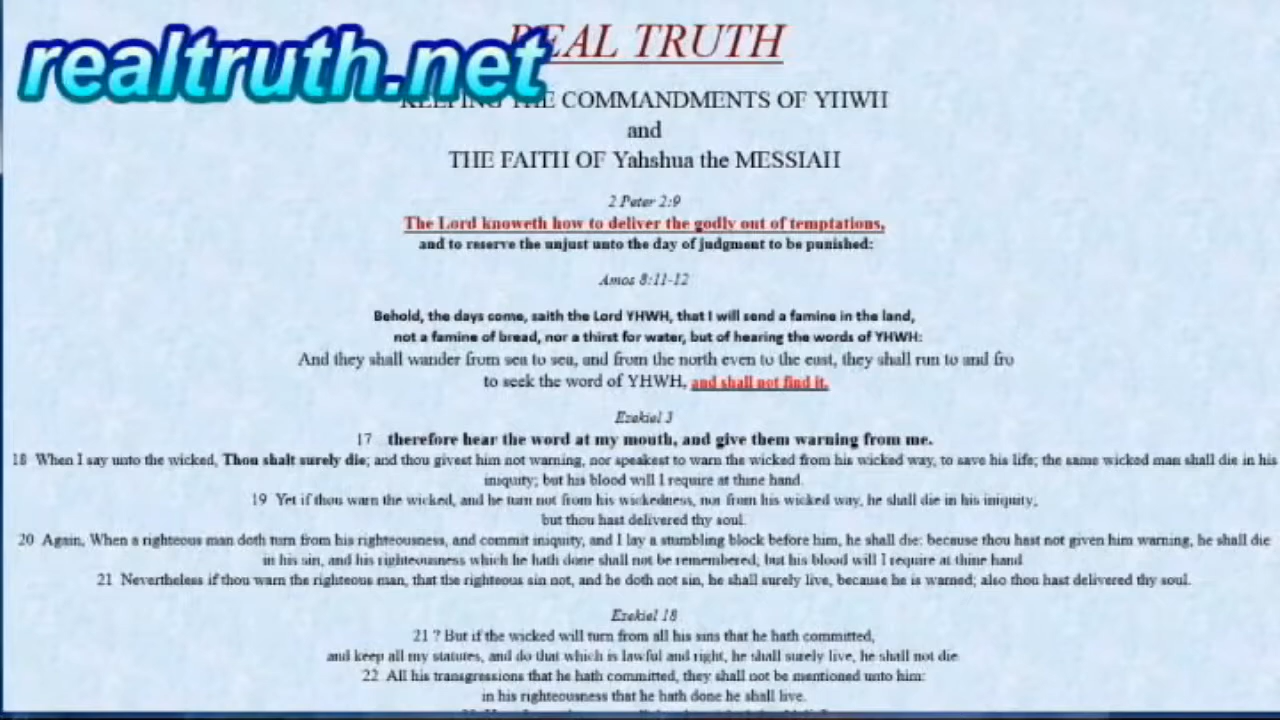 realtruth.net
REAL TRUTH
KEEPING THE COMMANDMENTS OF YHWH
and
THE FAITH OF Yahshua the MESSIAH
2 Peter 2:9
The Lord knoweth how to deliver the godly out of temptations,
and to reserve the unjust unto the day of judgment to be punished:
Amos 8:11-12
Behold, the days come, saith the Lord YHWH, that I will send a famine in the land,
not a famine of bread, nor a thirst for water, but of hearing the words of YHWH:
And they shall wander from sea to sea, and from the north even to the east, they shall run to and fro
to seek the word of YHWH, and shall not find it.
Ezekiel 3
17 therefore hear the word at my mouth, and give them warning from me.
18 When I say unto the wicked, Thou shalt surely die; and thou givest him not warning, nor speakest to warn the wicked from his wicked way, to save his life; the same wicked man shall die in his
iniquity; but his blood will I require at thine hand.
19 Yet if thou warn the wicked, and he turn not from his wickedness, nor from his wicked way, he shall die in his iniquity,
but thou hast delivered thy soul.
20 Again, When a righteous man doth turn from his righteousness, and commit iniquity, and I lay a stumbling block before him, he shall die: because thou hast not given him warning, he shall die
in his sin, and his righteousness which he hath done shall not be remembered; but his blood will I require at thine hand
21 Nevertheless if thou warn the righteous man, that the righteous sin not, and he doth not sin, he shall surely live, because he is warned; also thou hast delivered thy soul.
Ezekiel 18
21 ? But if the wicked will turn from all his sins that he hath committed,
and keep all my statutes, and do that which is lawful and right, he shall surely live, he shall not die
22 All his transgressions that he hath committed, they shall not be mentioned unto him:
in his righteousness that he hath done he shall live.